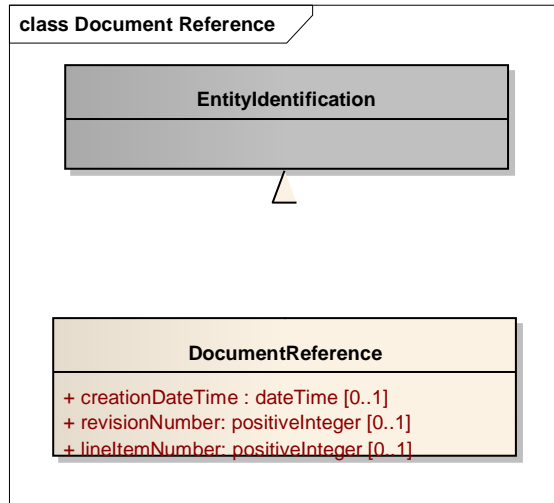 class Document Reference
EntityIdentification
DocumentReference
+ creationDateTime : dateTime [0..1]
+ revisionNumber: positiveInteger [0..1]
+ lineItemNumber: positiveInteger [0..1]